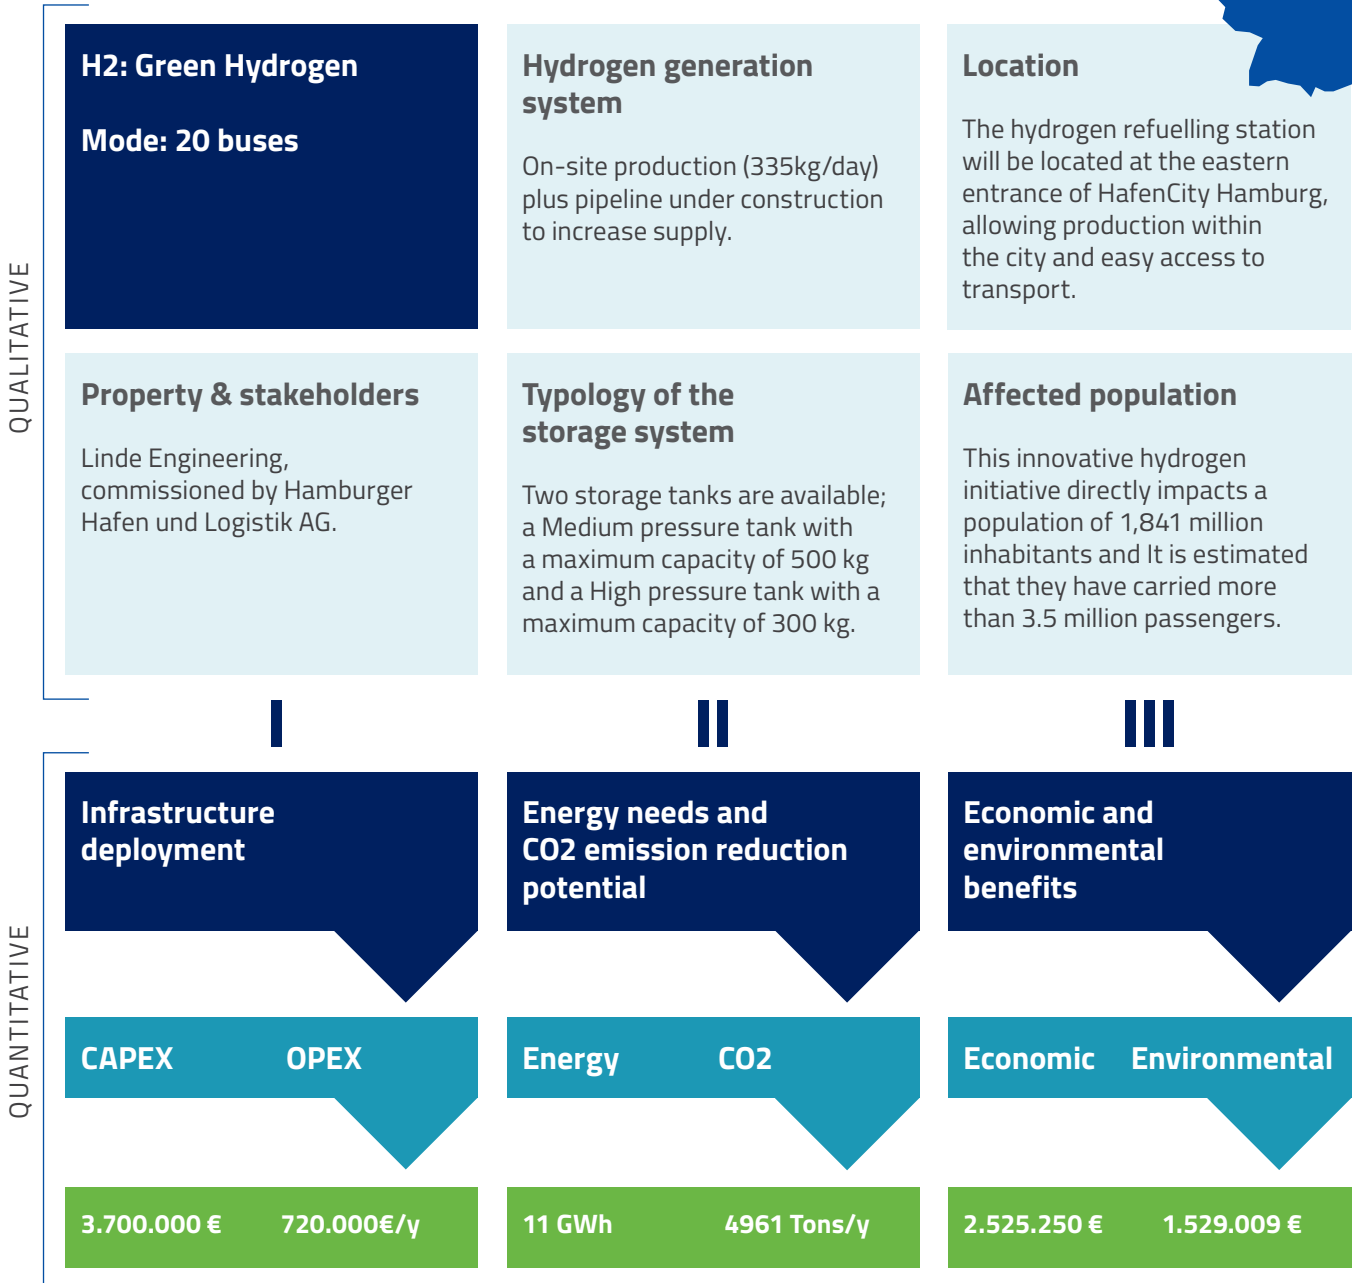 QUALITATIVE
H2: Green Hydrogen
Mode: 20 buses
Hydrogen generation
system
On-site production (335kg/day)
plus pipeline under construction
to increase supply.
Location
The hydrogen refuelling station
will be located at the eastern
entrance of HafenCity Hamburg,
allowing production within
the city and easy access to
transport.
Property & stakeholders
Linde Engineering,
commissioned by Hamburger
Hafen und Logistik AG.
Typology of the
storage system
Two storage tanks are available;
a Medium pressure tank with
a maximum capacity of 500 kg
and a High pressure tank with a
maximum capacity of 300 kg.
Affected population
This innovative hydrogen
initiative directly impacts a
population of 1,841 million
inhabitants and It is estimated
that they have carried more
than 3.5 million passengers.
I
II
III
QUANTITATIVE
Infrastructure
deployment
Energy needs and
CO2 emission reduction
potential
Economic and
environmental
benefits
CAPEX OPEX
Energy CO2
Economic Environmental
3.700.000 € 720.000€/y
11 GWh 4961 Tons/y
2.525.250 € 1.529.009 €